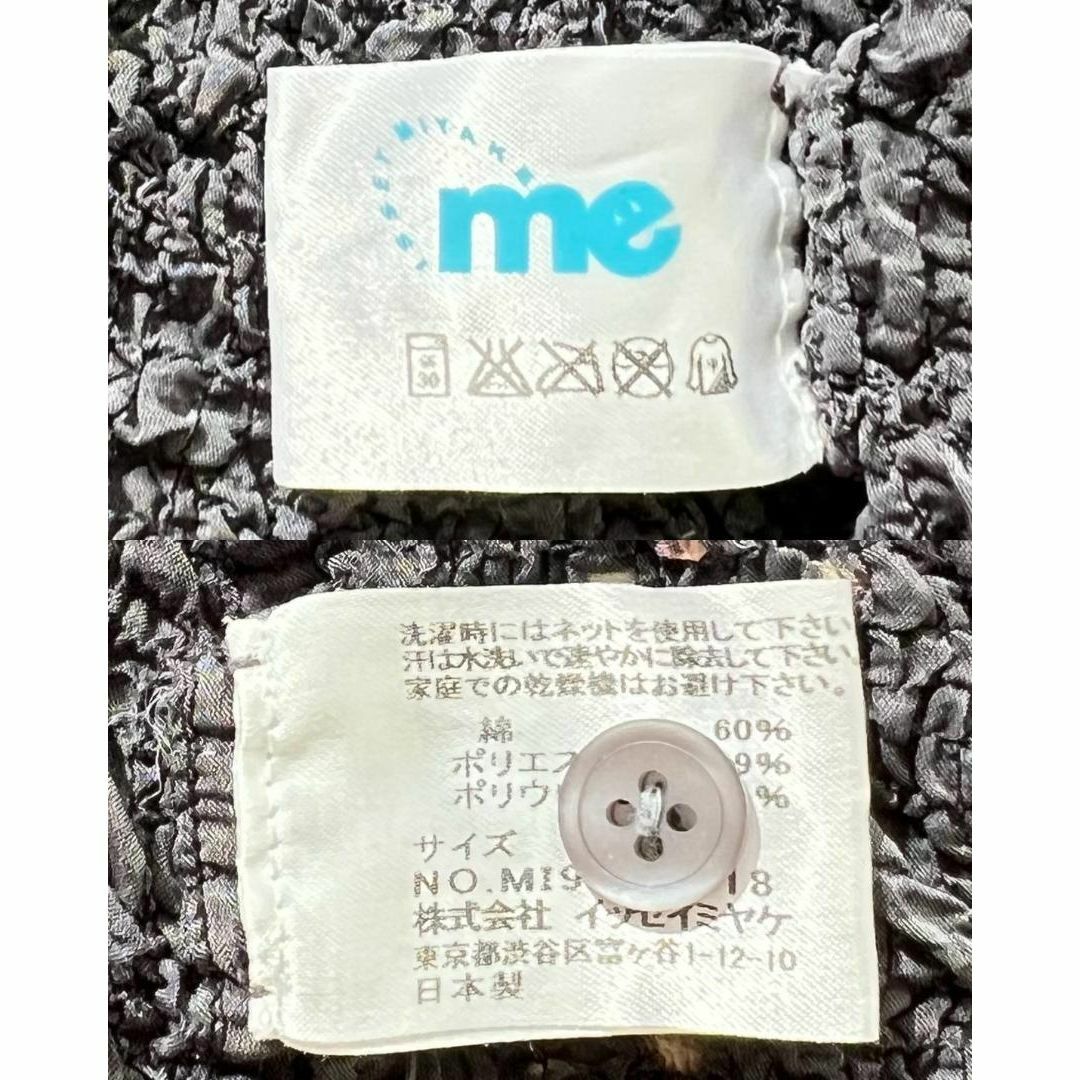 ISSEY MIYAKE
me
30
洗濯時にはネットを使用して下さい
汗は水洗いで速やかに除去して下さい。
家庭での乾燥機はお避け下さい。
綿 60%
ポリエス 9%
ポリウ %
サイズ
NO.MI9 18
株式会社 イッセイミヤケ
東京都渋谷区富ヶ谷1-12-10
日本製